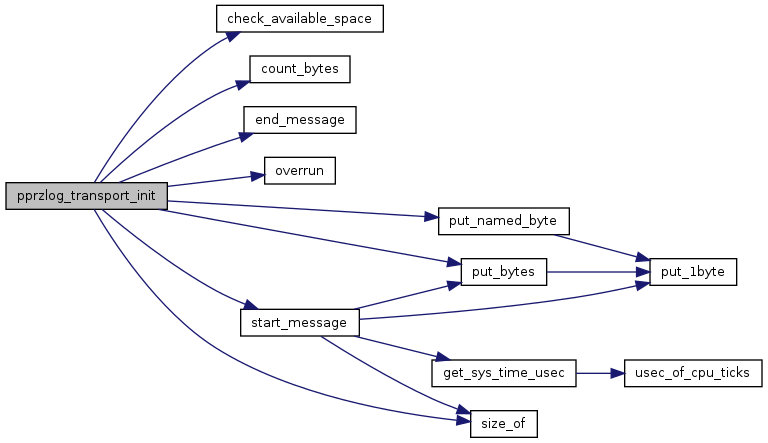 check_available_space
count_bytes
end_message
overrun
pprzlog_transport_init
put_named_byte
put_bytes
put_1byte
start_message
get_sys_time_usec
usec_of_cpu_ticks
size_of